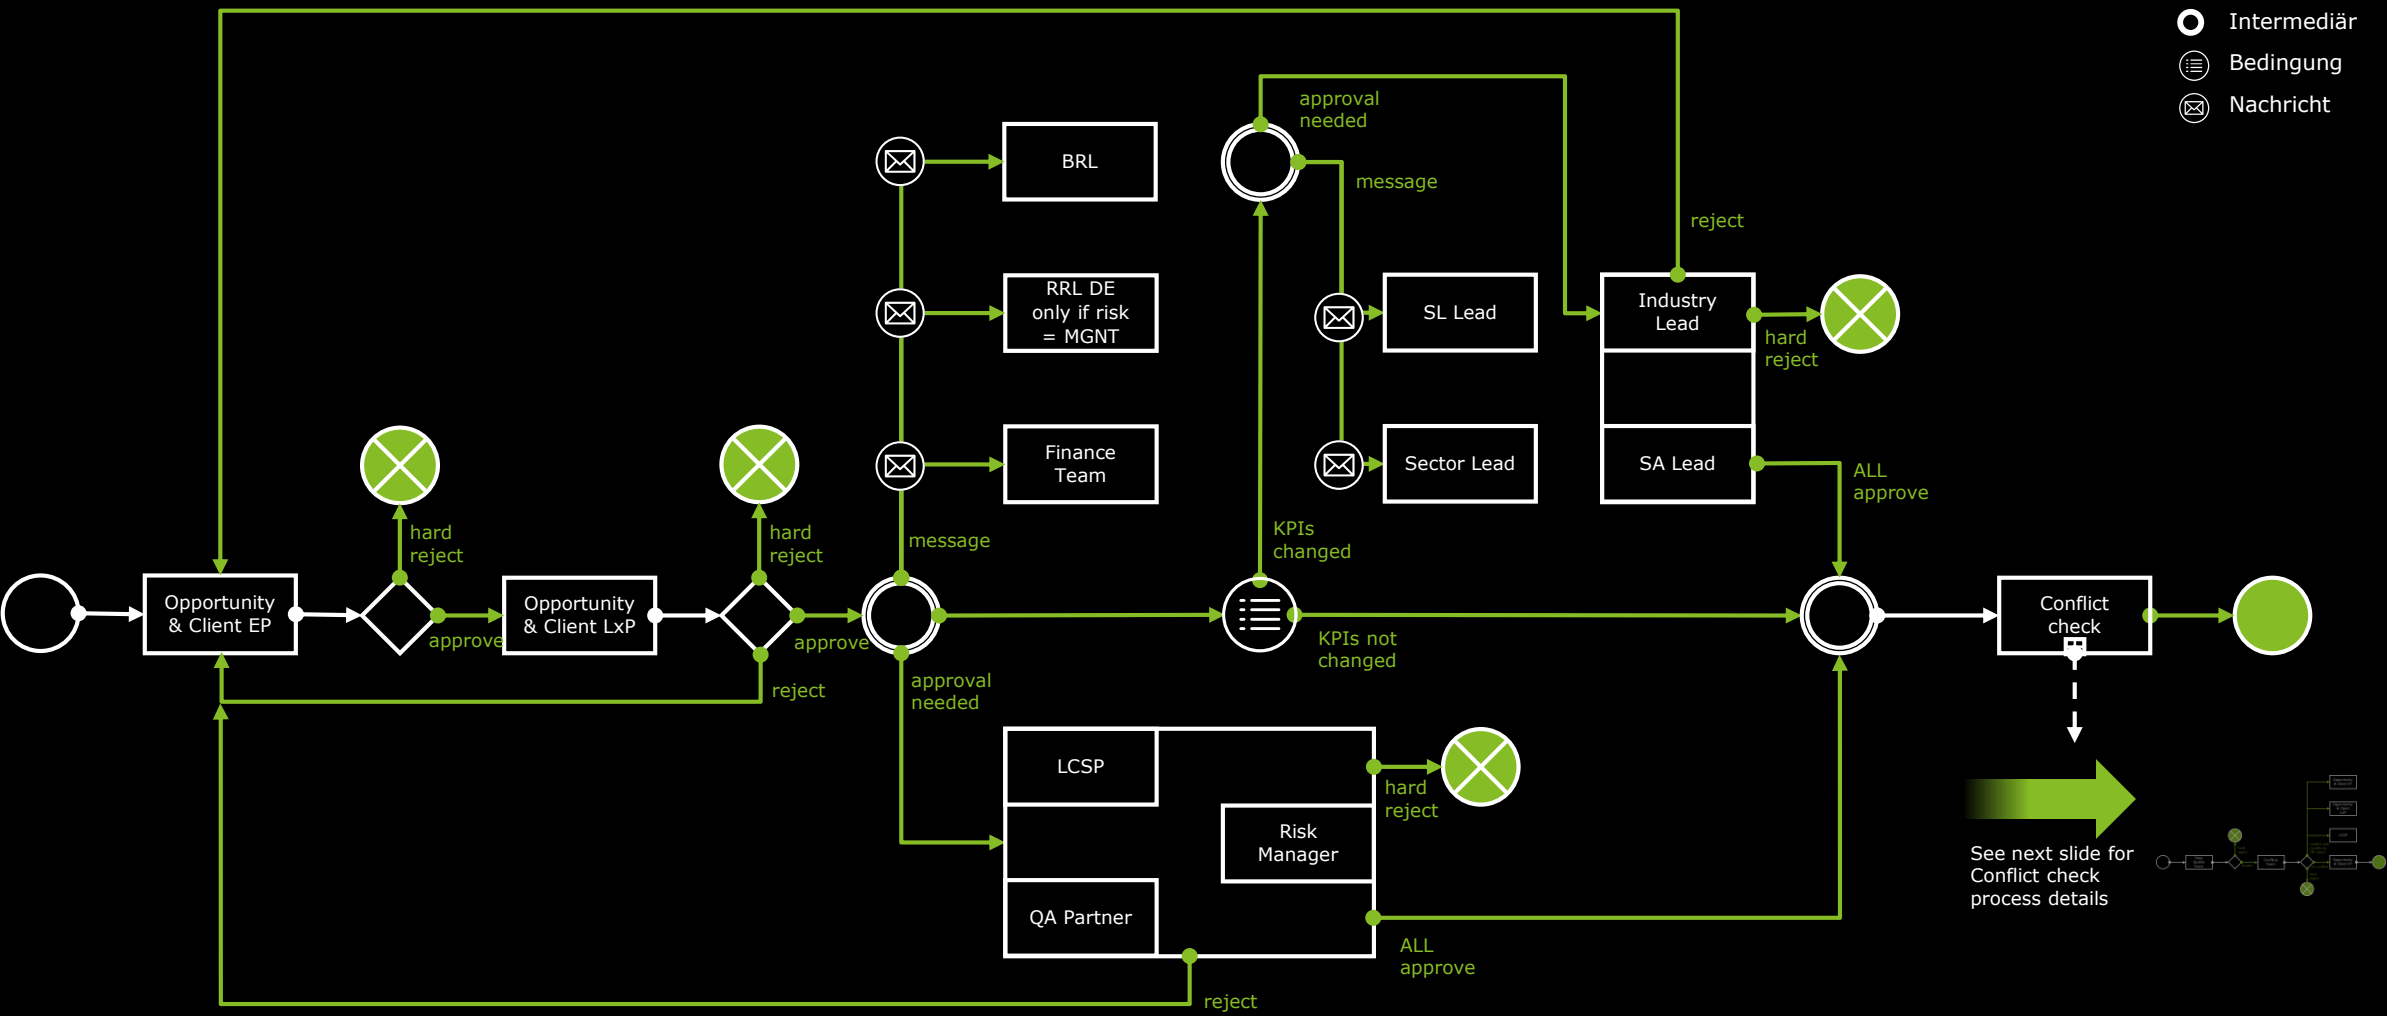 Intermediär
Bedingung
Nachricht
approval
needed
message
reject
BRL
RRL DE
only if risk
= MGNT
Finance
Team
SL Lead
Sector Lead
Industry
Lead
SA Lead
hard
reject
ALL
approve
hard
reject
hard
reject
message
KPIs
changed
Opportunity
& Client EP
approve
Opportunity
& Client LxP
approve
reject
approval
needed
KPIs not
changed
Conflict
check
LCSP
Risk
Manager
QA Partner
hard
reject
ALL
approve
reject
See next slide for
Conflict check
process details